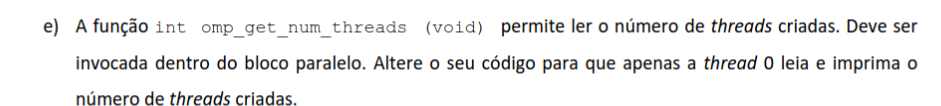 e) A função int omp_get_num_threads (void) permite ler o número de threads criadas. Deve ser
invocada dentro do bloco paralelo. Altere o seu código para que apenas a thread 0 leia e imprima o
número de threads criadas.